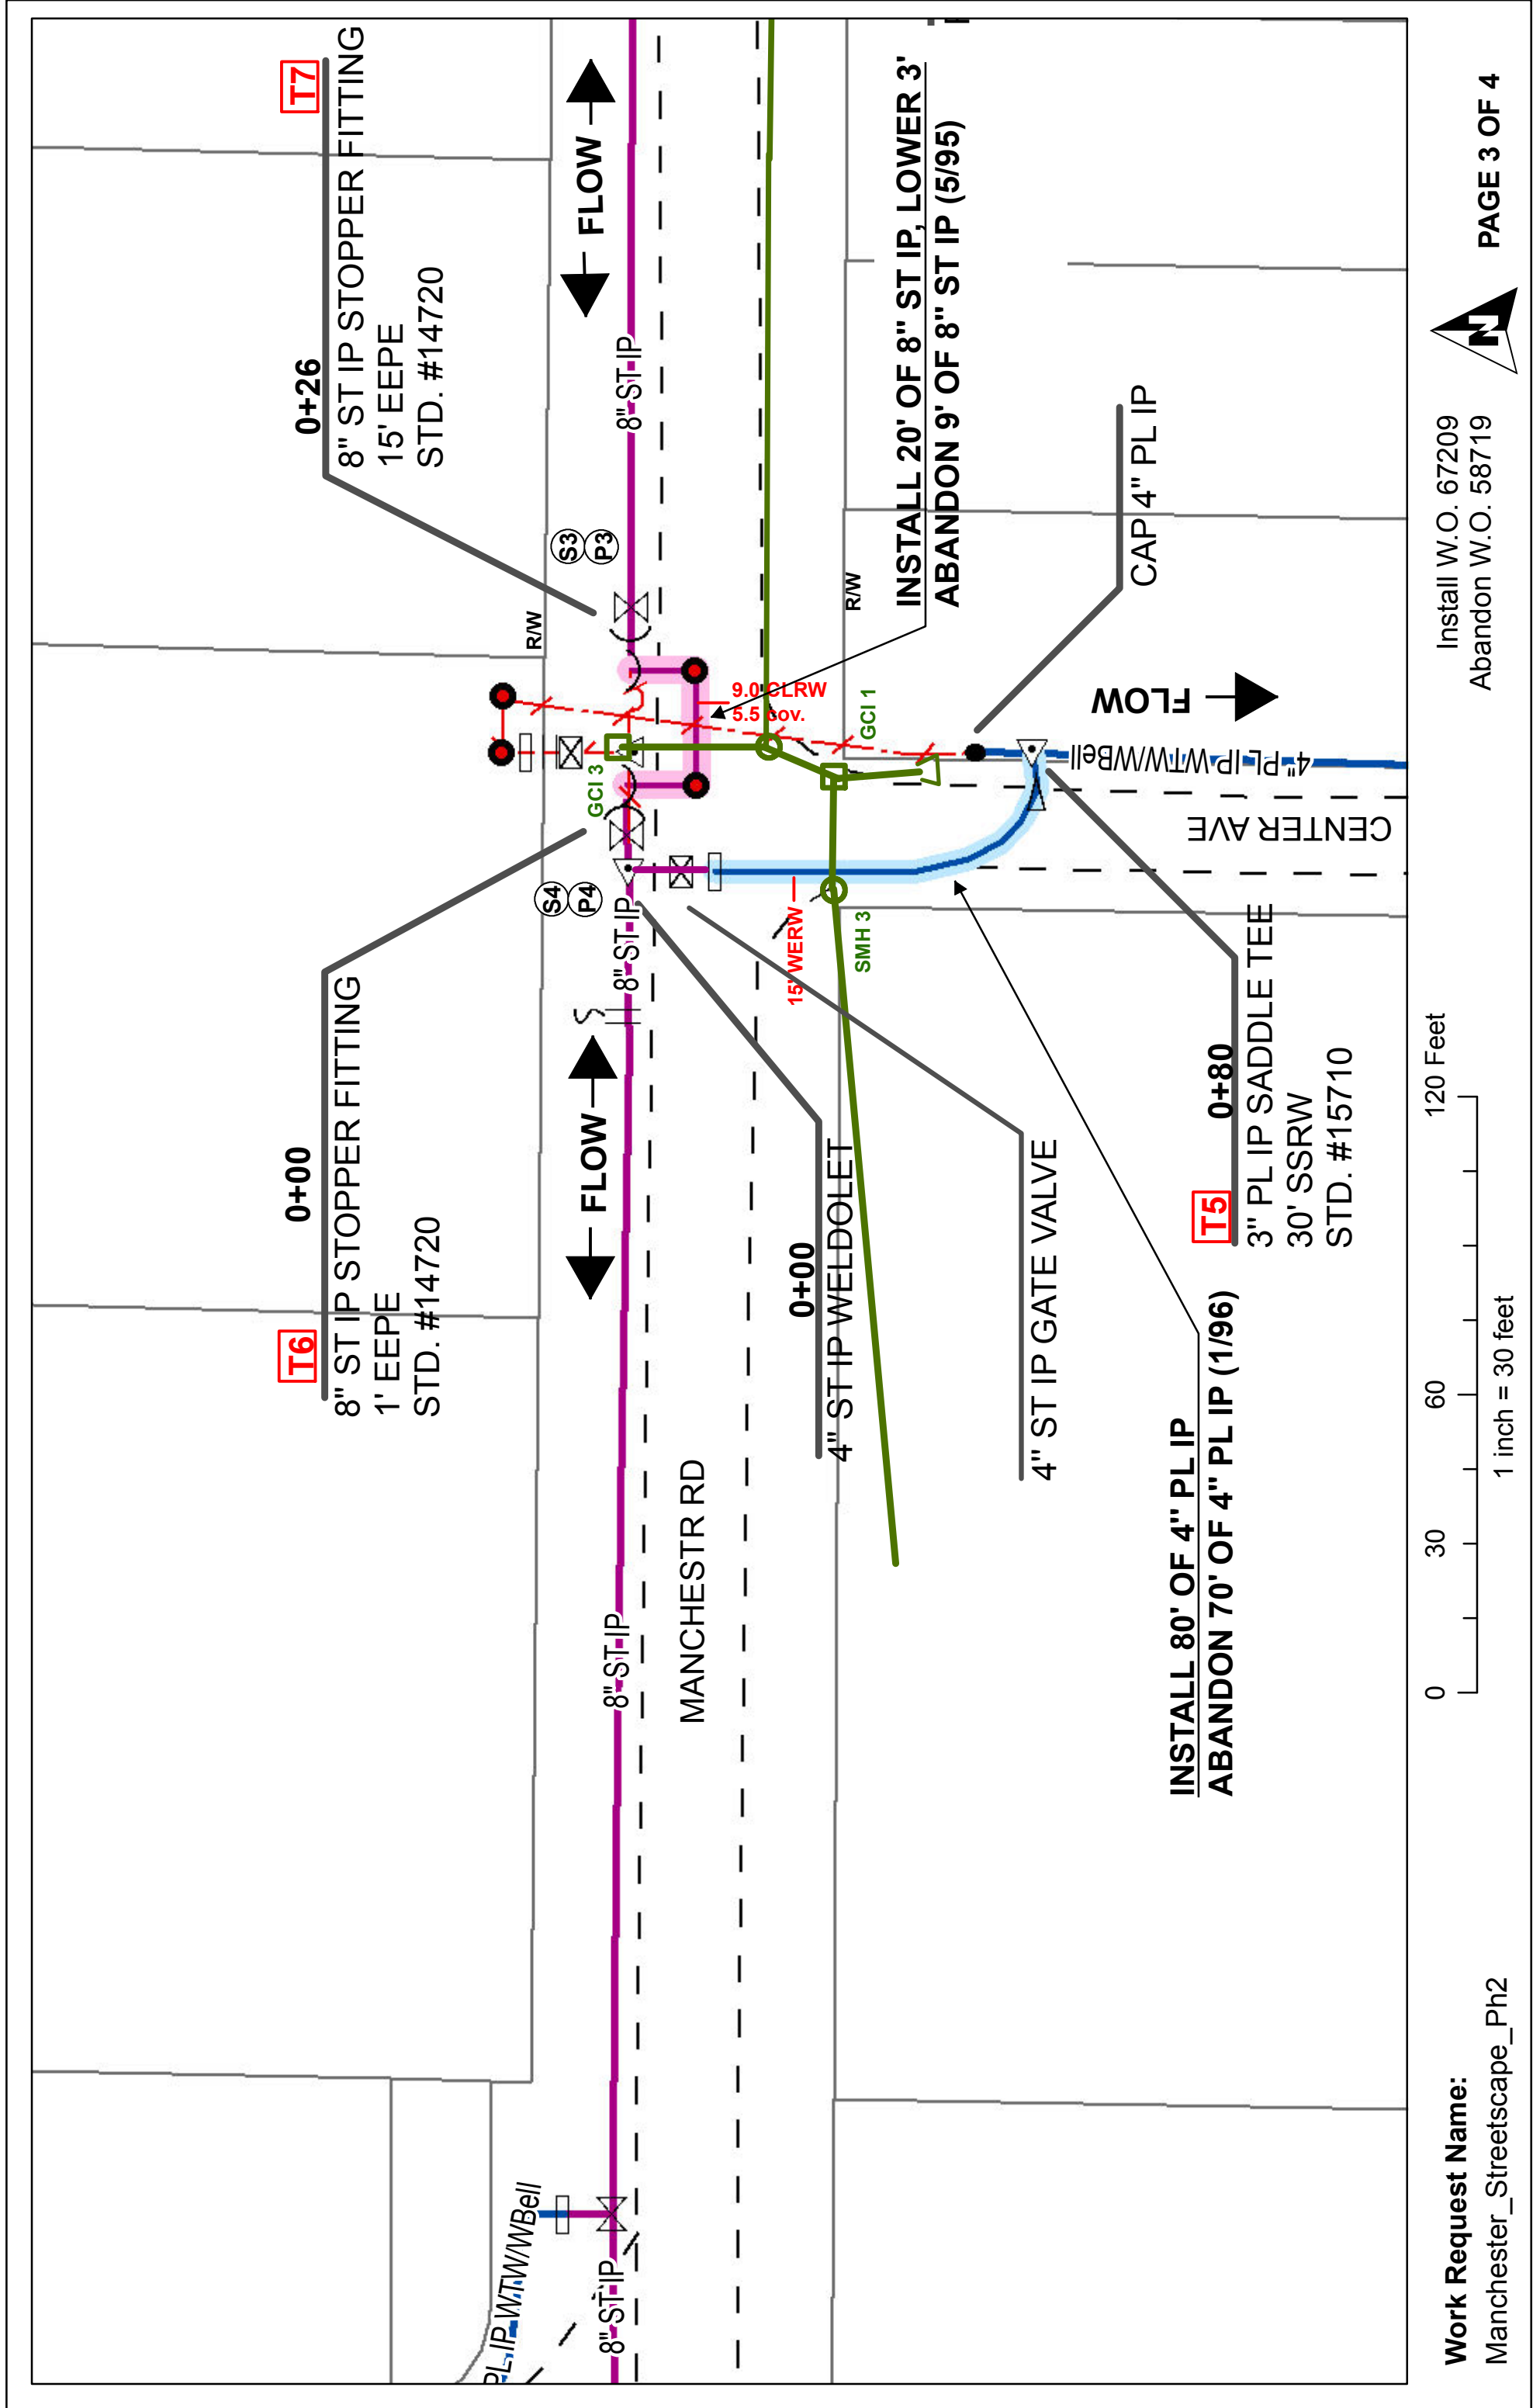 T6
0+00
8" ST IP STOPPER FITTING
1' EEPE
STD. #14720
T7
0+26
8" ST IP STOPPER FITTING
15' EEPE
STD. #14720
R/W
PL IP WTW/WBell
8" ST IP
8" ST IP
FLOW
8" ST IP
S4
P4
GCI 3
S3
P3
8" ST IP
FLOW
MANCHESTR RD
9.0 CLRW
5.5 cov.
15' WERW
SMH 3
GCI 1
R/W
0+00
4" ST IP WELDOLET
4" ST IP GATE VALVE
INSTALL 20' OF 8" ST IP, LOWER 3'
ABANDON 9' OF 8" ST IP (5/95)
CAP 4" PL IP
FLOW
4" PL IP WTW/WBell
CENTER AVE
INSTALL 80' OF 4" PL IP
ABANDON 70' OF 4" PL IP (1/96)
T5
0+80
3" PL IP SADDLE TEE
30' SSRW
STD. #15710
Work Request Name:
Manchester_Streetscape_Ph2
0 30 60 120 Feet
1 inch = 30 feet
Install W.O. 67209
Abandon W.O. 58719
N
PAGE 3 OF 4